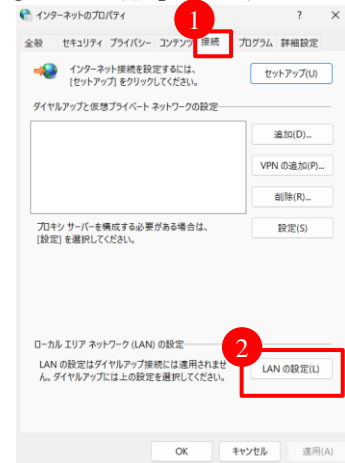 インターネットのプロパティ
1
全般 セキュリティ プライバシー コンテンツ 接続 プログラム 詳細設定
インターネット接続を設定するには、
[セットアップ] をクリックしてください。
セットアップ(U)
ダイヤルアップと仮想プライベート ネットワークの設定
追加(D)...
VPN の追加(P)...
削除(R)...
プロキシ サーバーを構成する必要がある場合は、
[設定] を選択してください。
設定(S)
ローカル エリア ネットワーク (LAN) の設定
2
LAN の設定はダイヤルアップ接続には適用されませ
ん。ダイヤルアップには上の設定を選択してください。
LAN の設定(L)
OK キャンセル 適用(A)